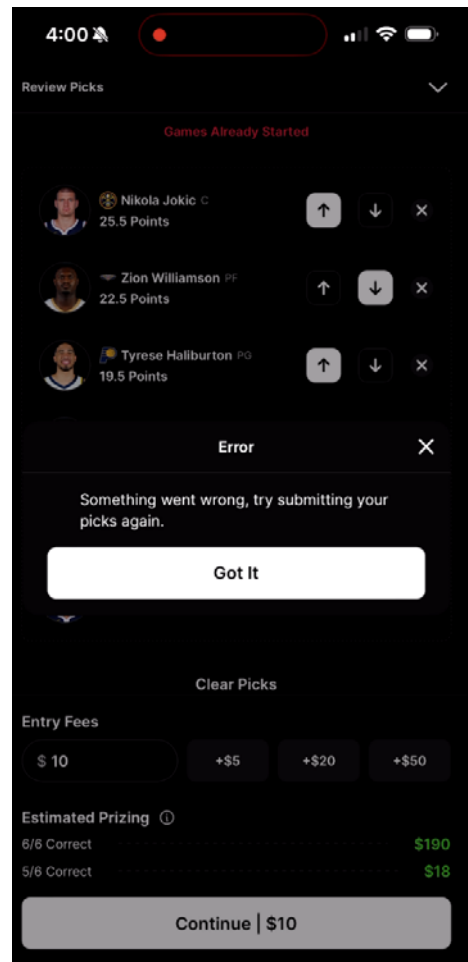 4:00
Review Picks
Games Already Started
Nikola Jokic C
25.5 Points
Zion Williamson PF
22.5 Points
Tyrese Haliburton PG
19.5 Points
Error
Something went wrong, try submitting your
picks again.
Got It
Clear Picks
Entry Fees
$ 10
+$5
+$20
+$50
Estimated Prizing
6/6 Correct
$190
5/6 Correct
$18
Continue | $10